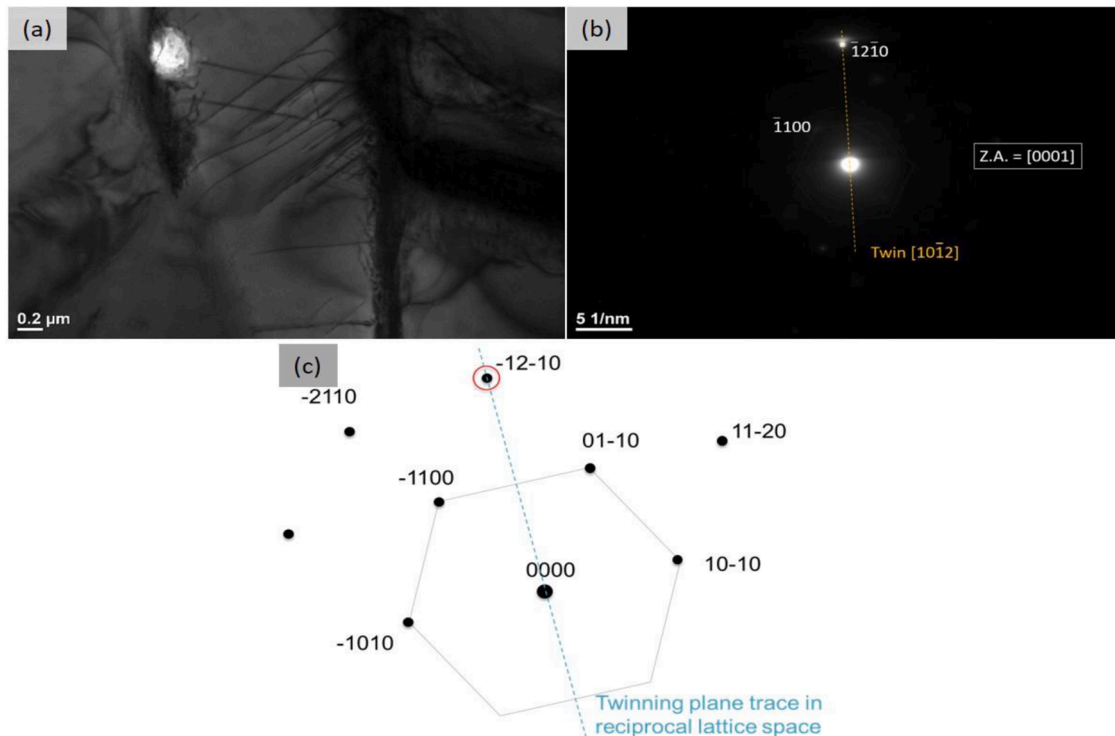 (a)
0.2 µm
(b)
1̅21̅0
1̅100
Z.A. = [0001]
Twin [101̅2]
5 1/nm
(c)
-12-10
-2110
11-20
01-10
-1100
0000
10-10
-1010
Twinning plane trace in
reciprocal lattice space